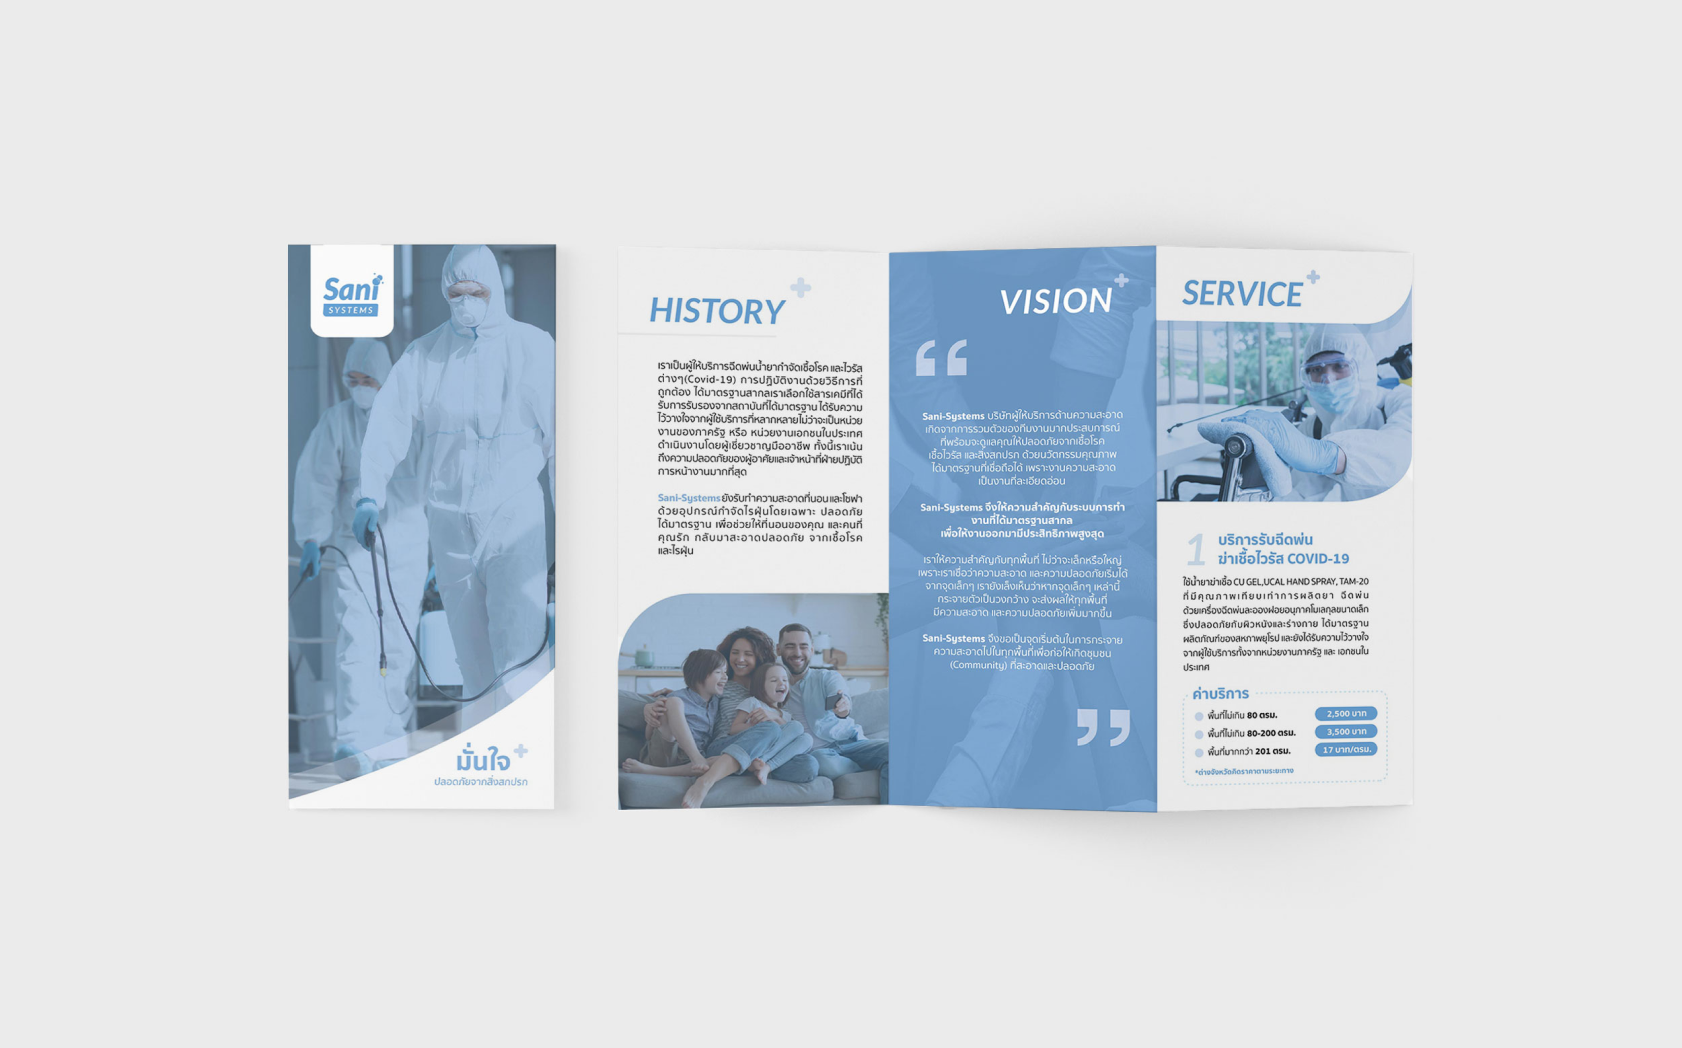 Sani
SYSTEMS
มั่นใจ
ปลอดภัยจากสิ่งสกปรก
HISTORY
เราเป็นผู้ให้บริการฉีดพ่นน้ำยากำจัดเชื้อโรค และไวรัส
ต่างๆ(Covid-19) การปฏิบัติงานด้วยวิธีการที่
ถูกต้อง ได้มาตรฐานสากลเราเลือกใช้สารเคมีที่ได้
รับการรับรองจากสถาบันที่ได้มาตรฐาน ได้รับความ
ไว้วางใจจากผู้ใช้บริการที่หลากหลายไม่ว่าจะเป็นหน่วย
งานของภาครัฐ หรือ หน่วยงานเอกชนในประเทศ
ดำเนินงานโดยผู้เชี่ยวชาญมืออาชีพ ทั้งนี้เราเน้น
ถึงความปลอดภัยของผู้อาศัยและเจ้าหน้าที่ฝ่ายปฏิบัติ
การหน้างานมากที่สุด
Sani-Systems ยังรับทำความสะอาดที่นอน และโซฟา
ด้วยอุปกรณ์กำจัดไรฝุ่นโดยเฉพาะ ปลอดภัย
ได้มาตรฐาน เพื่อช่วยให้ที่นอนของคุณ และคนที่
คุณรัก กลับมาสะอาดปลอดภัย จากเชื้อโรค
และไรฝุ่น
VISION
“
Sani-Systems บริษัทผู้ให้บริการด้านความสะอาด
เกิดจากการรวมตัวของทีมงานมากประสบการณ์
ที่พร้อมจะดูแลคุณให้ปลอดภัยจากเชื้อโรค
เชื้อไวรัส และสิ่งสกปรก ด้วยนวัตกรรมคุณภาพ
ได้มาตรฐานที่เชื่อถือได้ เพราะงานความสะอาด
เป็นงานที่ละเอียดอ่อน
Sani-Systems จึงให้ความสำคัญกับระบบการทำ
งานที่ได้มาตรฐานสากล
เพื่อให้งานออกมามีประสิทธิภาพสูงสุด
เราให้ความสำคัญกับทุกพื้นที่ ไม่ว่าจะเล็กหรือใหญ่
เพราะเราเชื่อว่าความสะอาด และความปลอดภัยเริ่มได้
จากจุดเล็กๆ เรายังเล็งเห็นว่าหากจุดเล็กๆ เหล่านี้
กระจายตัวเป็นวงกว้าง จะส่งผลให้ทุกพื้นที่
มีความสะอาด และความปลอดภัยเพิ่มมากขึ้น
Sani-Systems จึงขอเป็นจุดเริ่มต้นในการกระจาย
ความสะอาดไปในทุกพื้นที่เพื่อก่อให้เกิดชุมชน
(Community) ที่สะอาดและปลอดภัย
”
SERVICE
1 บริการรับฉีดพ่น
ฆ่าเชื้อไวรัส COVID-19
ใช้น้ำยาฆ่าเชื้อ CU GEL,UCAL HAND SPRAY, TAM-20
ที่มีคุณภาพเทียบเท่าการผลิตยา ฉีดพ่น
ด้วยเครื่องฉีดพ่นละอองฝอยอนุภาคโมเลกุลขนาดเล็ก
ซึ่งปลอดภัยกับผิวหนังและร่างกาย ได้มาตรฐาน
ผลิตภัณฑ์ของสหภาพยุโรป และยังได้รับความไว้วางใจ
จากผู้ใช้บริการทั้งจากหน่วยงานภาครัฐ และ เอกชนใน
ประเทศ
ค่าบริการ
พื้นที่ไม่เกิน 80 ตรม. 2,500 บาท
พื้นที่ไม่เกิน 80-200 ตรม. 3,500 บาท
พื้นที่มากกว่า 201 ตรม. 17 บาท/ตรม.
*ต่างจังหวัดคิดราคาตามระยะทาง